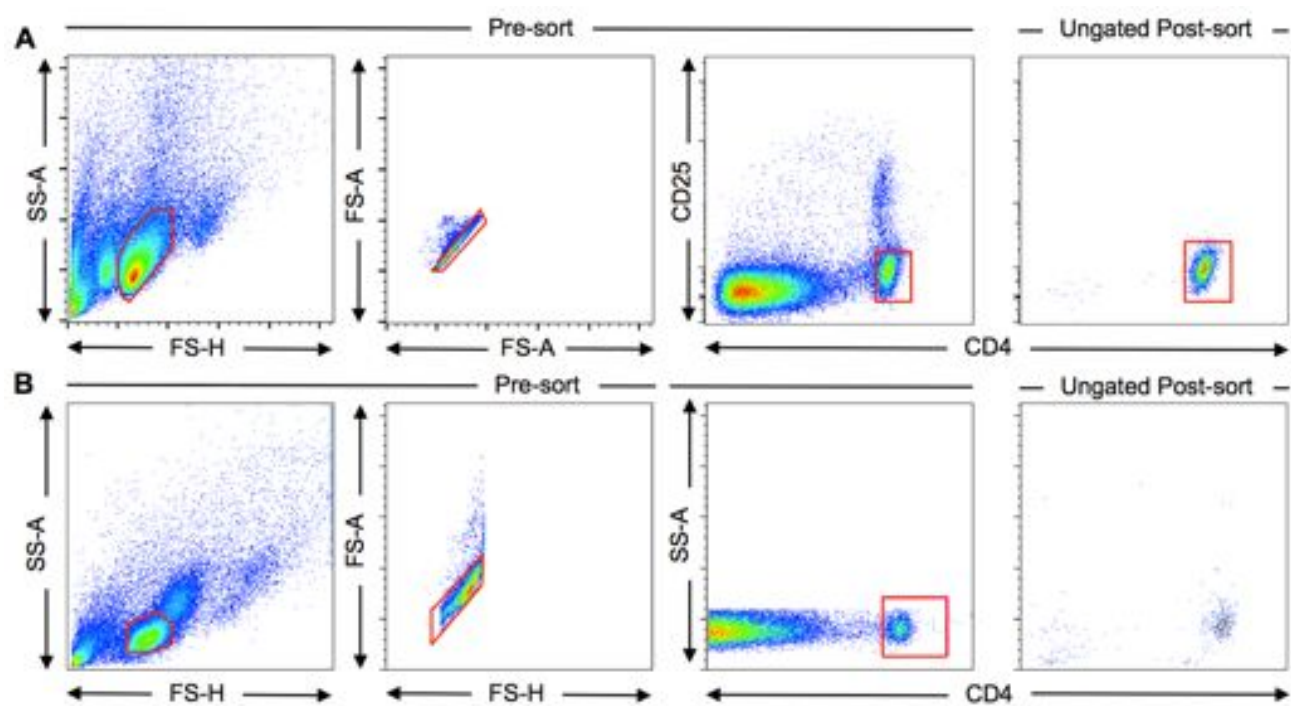 A
Pre-sort
Ungated Post-sort
SS-A
FS-H
FS-A
FS-A
CD25
CD4
B
Pre-sort
Ungated Post-sort
SS-A
FS-H
FS-A
FS-H
SS-A
CD4